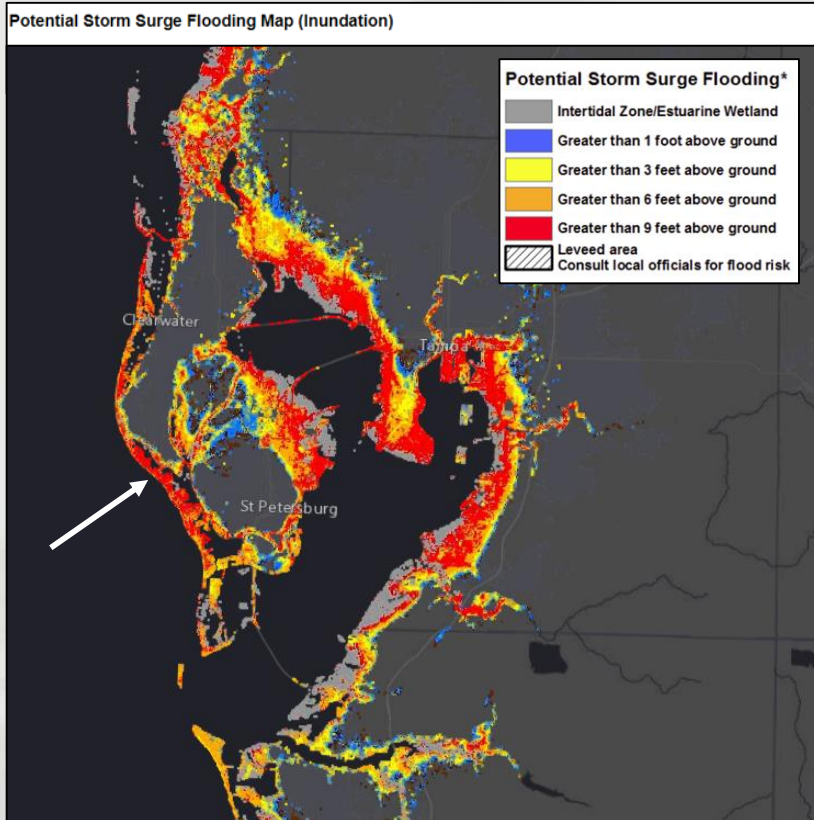 Potential Storm Surge Flooding Map (Inundation)
Potential Storm Surge Flooding*
Intertidal Zone/Estuarine Wetland
Greater than 1 foot above ground
Greater than 3 feet above ground
Greater than 6 feet above ground
Greater than 9 feet above ground
Leveed area
Consult local officials for flood risk
Clearwater
Tampa
St Petersburg